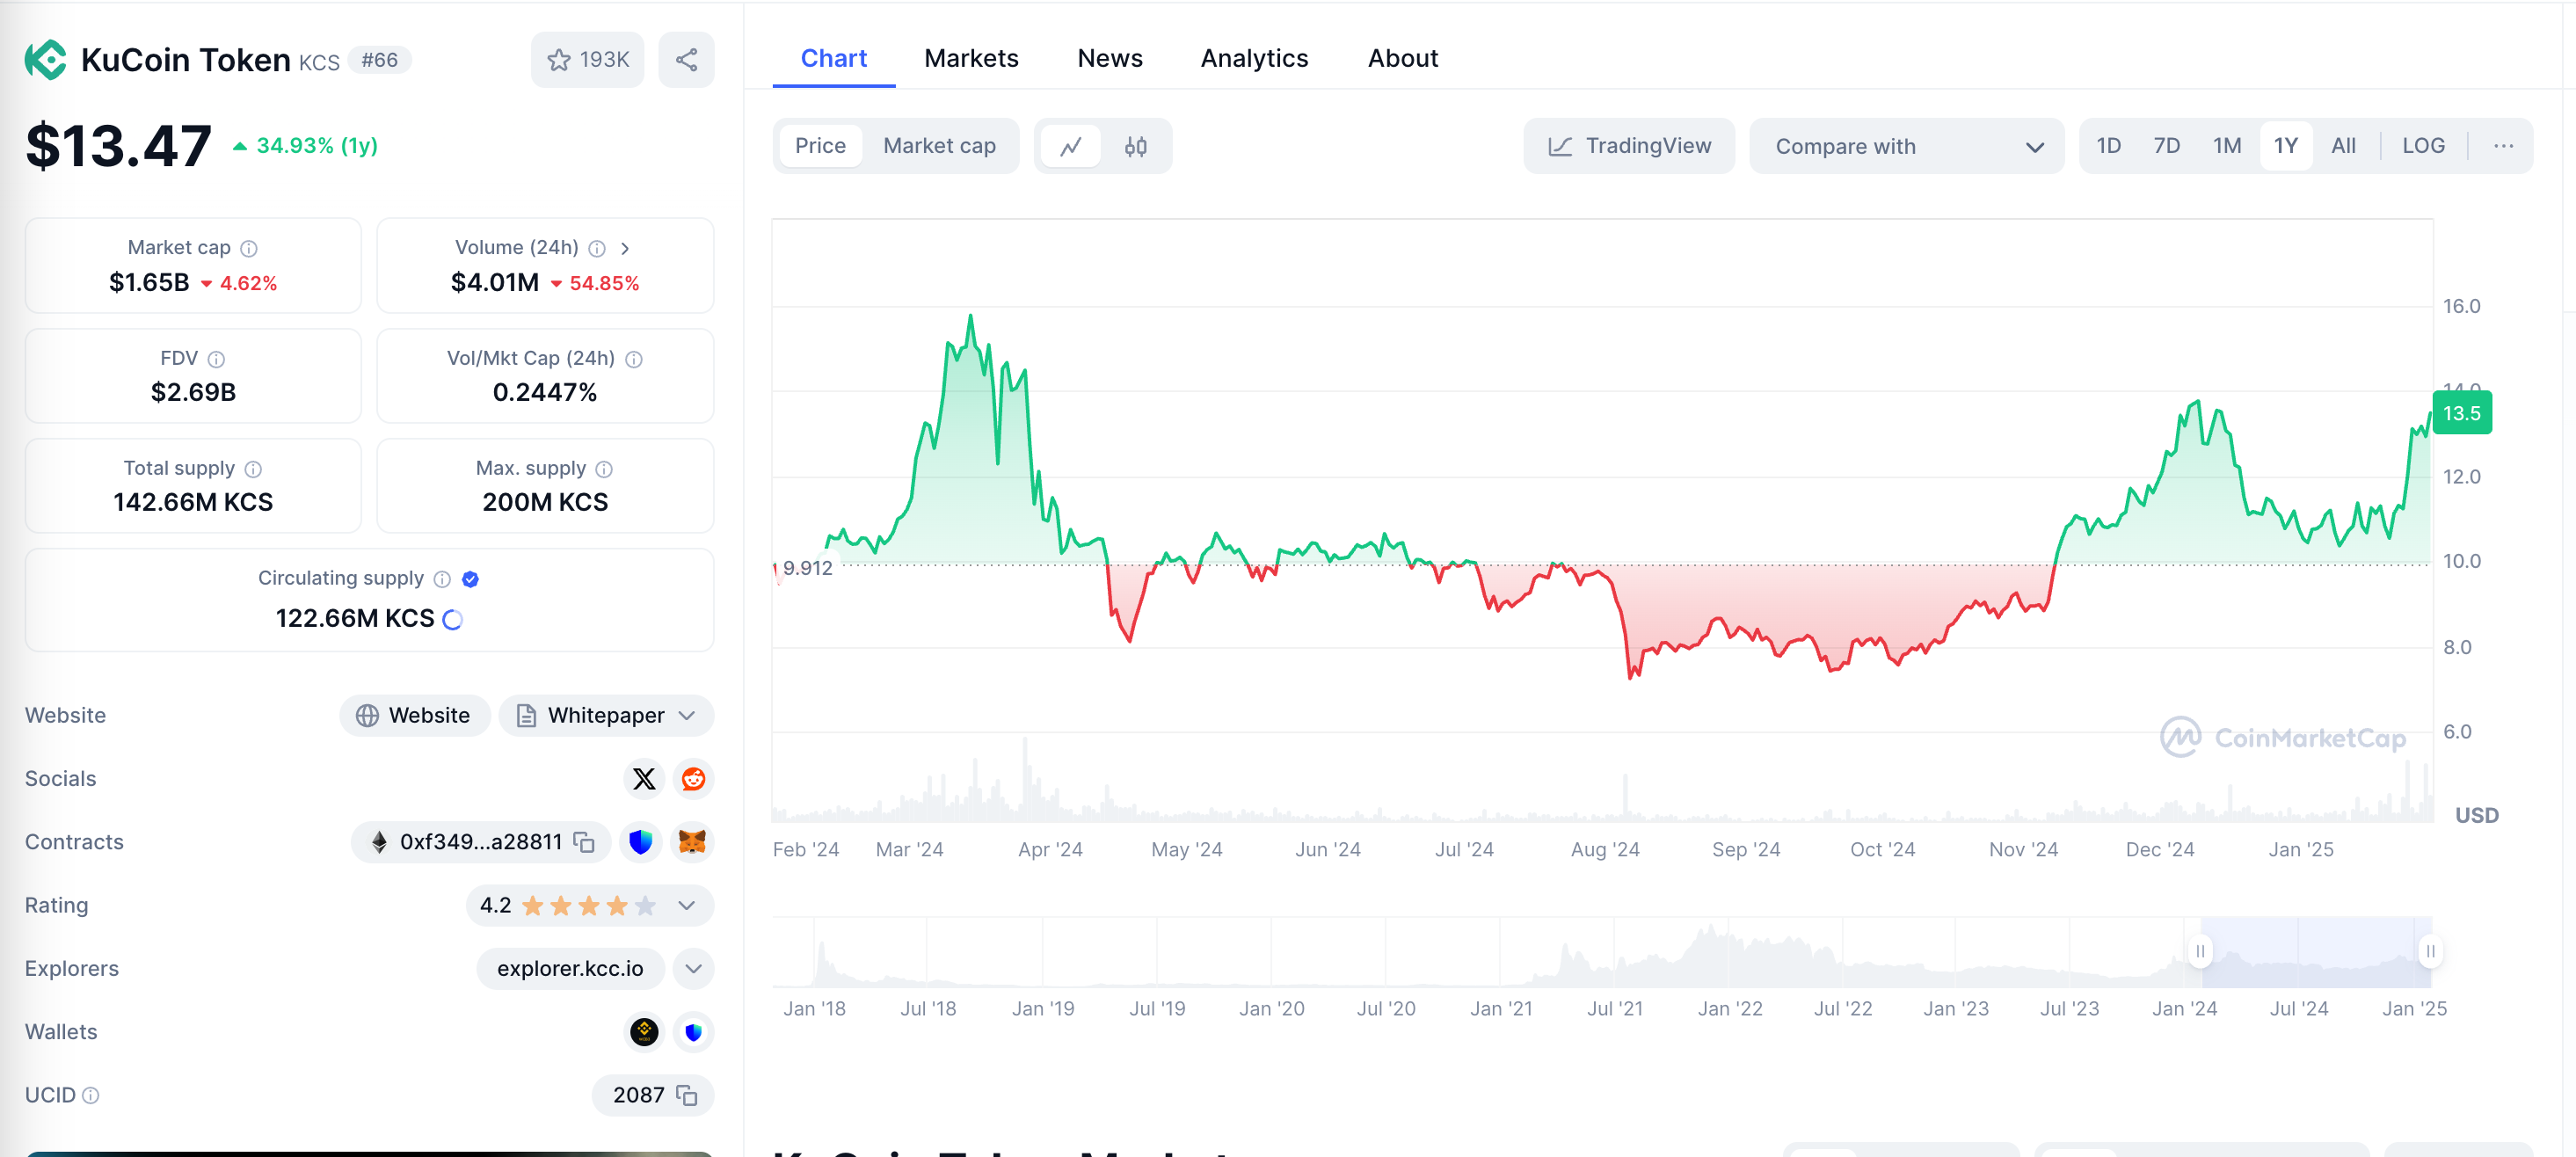 KuCoin Token KCS #66
193K
$13.47 34.93% (1y)
Market cap
$1.65B 4.62%
Volume (24h)
$4.01M 54.85%
FDV
$2.69B
Vol/Mkt Cap (24h)
0.2447%
Total supply
142.66M KCS
Max. supply
200M KCS
Circulating supply
122.66M KCS
Website
Website
Whitepaper
Socials
Contracts
0xf349...a28811
Rating
4.2
Explorers
explorer.kcc.io
Wallets
UCID
2087
Chart Markets News Analytics About
Price Market cap
TradingView
Compare with
1D 7D 1M 1Y All LOG ...
16.0
14.0
13.5
12.0
10.0
9.912
8.0
6.0
CoinMarketCap
USD
Feb '24 Mar '24 Apr '24 May '24 Jun '24 Jul '24 Aug '24 Sep '24 Oct '24 Nov '24 Dec '24 Jan '25
Jan '18 Jul '18 Jan '19 Jul '19 Jan '20 Jul '20 Jan '21 Jul '21 Jan '22 Jul '22 Jan '23 Jul '23 Jan '24 Jul '24 Jan '25